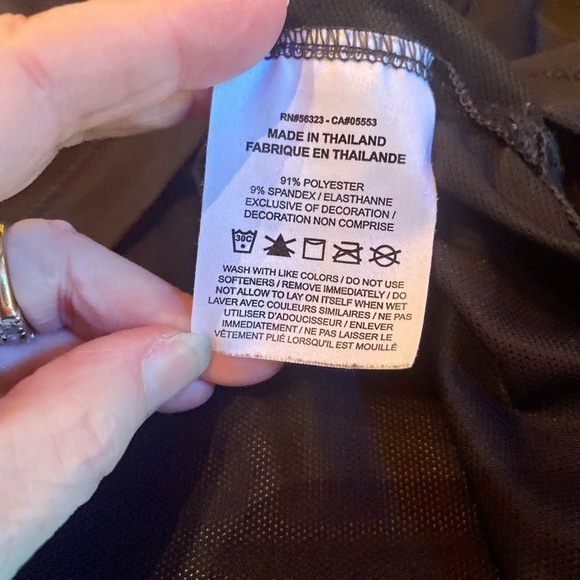 RN#56323 - CA#05553
MADE IN THAILAND
FABRIQUE EN THAILANDE
91% POLYESTER
9% SPANDEX / ELASTHANNE
EXCLUSIVE OF DECORATION /
DECORATION NON COMPRISE
30C
WASH WITH LIKE COLORS / DO NOT USE
SOFTENERS / REMOVE IMMEDIATELY / DO
NOT ALLOW TO LAY ON ITSELF WHEN WET
LAVER AVEC COULEURS SIMILAIRES / NE PAS
UTILISER D'ADOUCISSEUR / ENLEVER
IMMEDIATEMENT / NE PAS LAISSER LE
VÊTEMENT PLIÉ LORSQU'IL EST MOUILLÉ